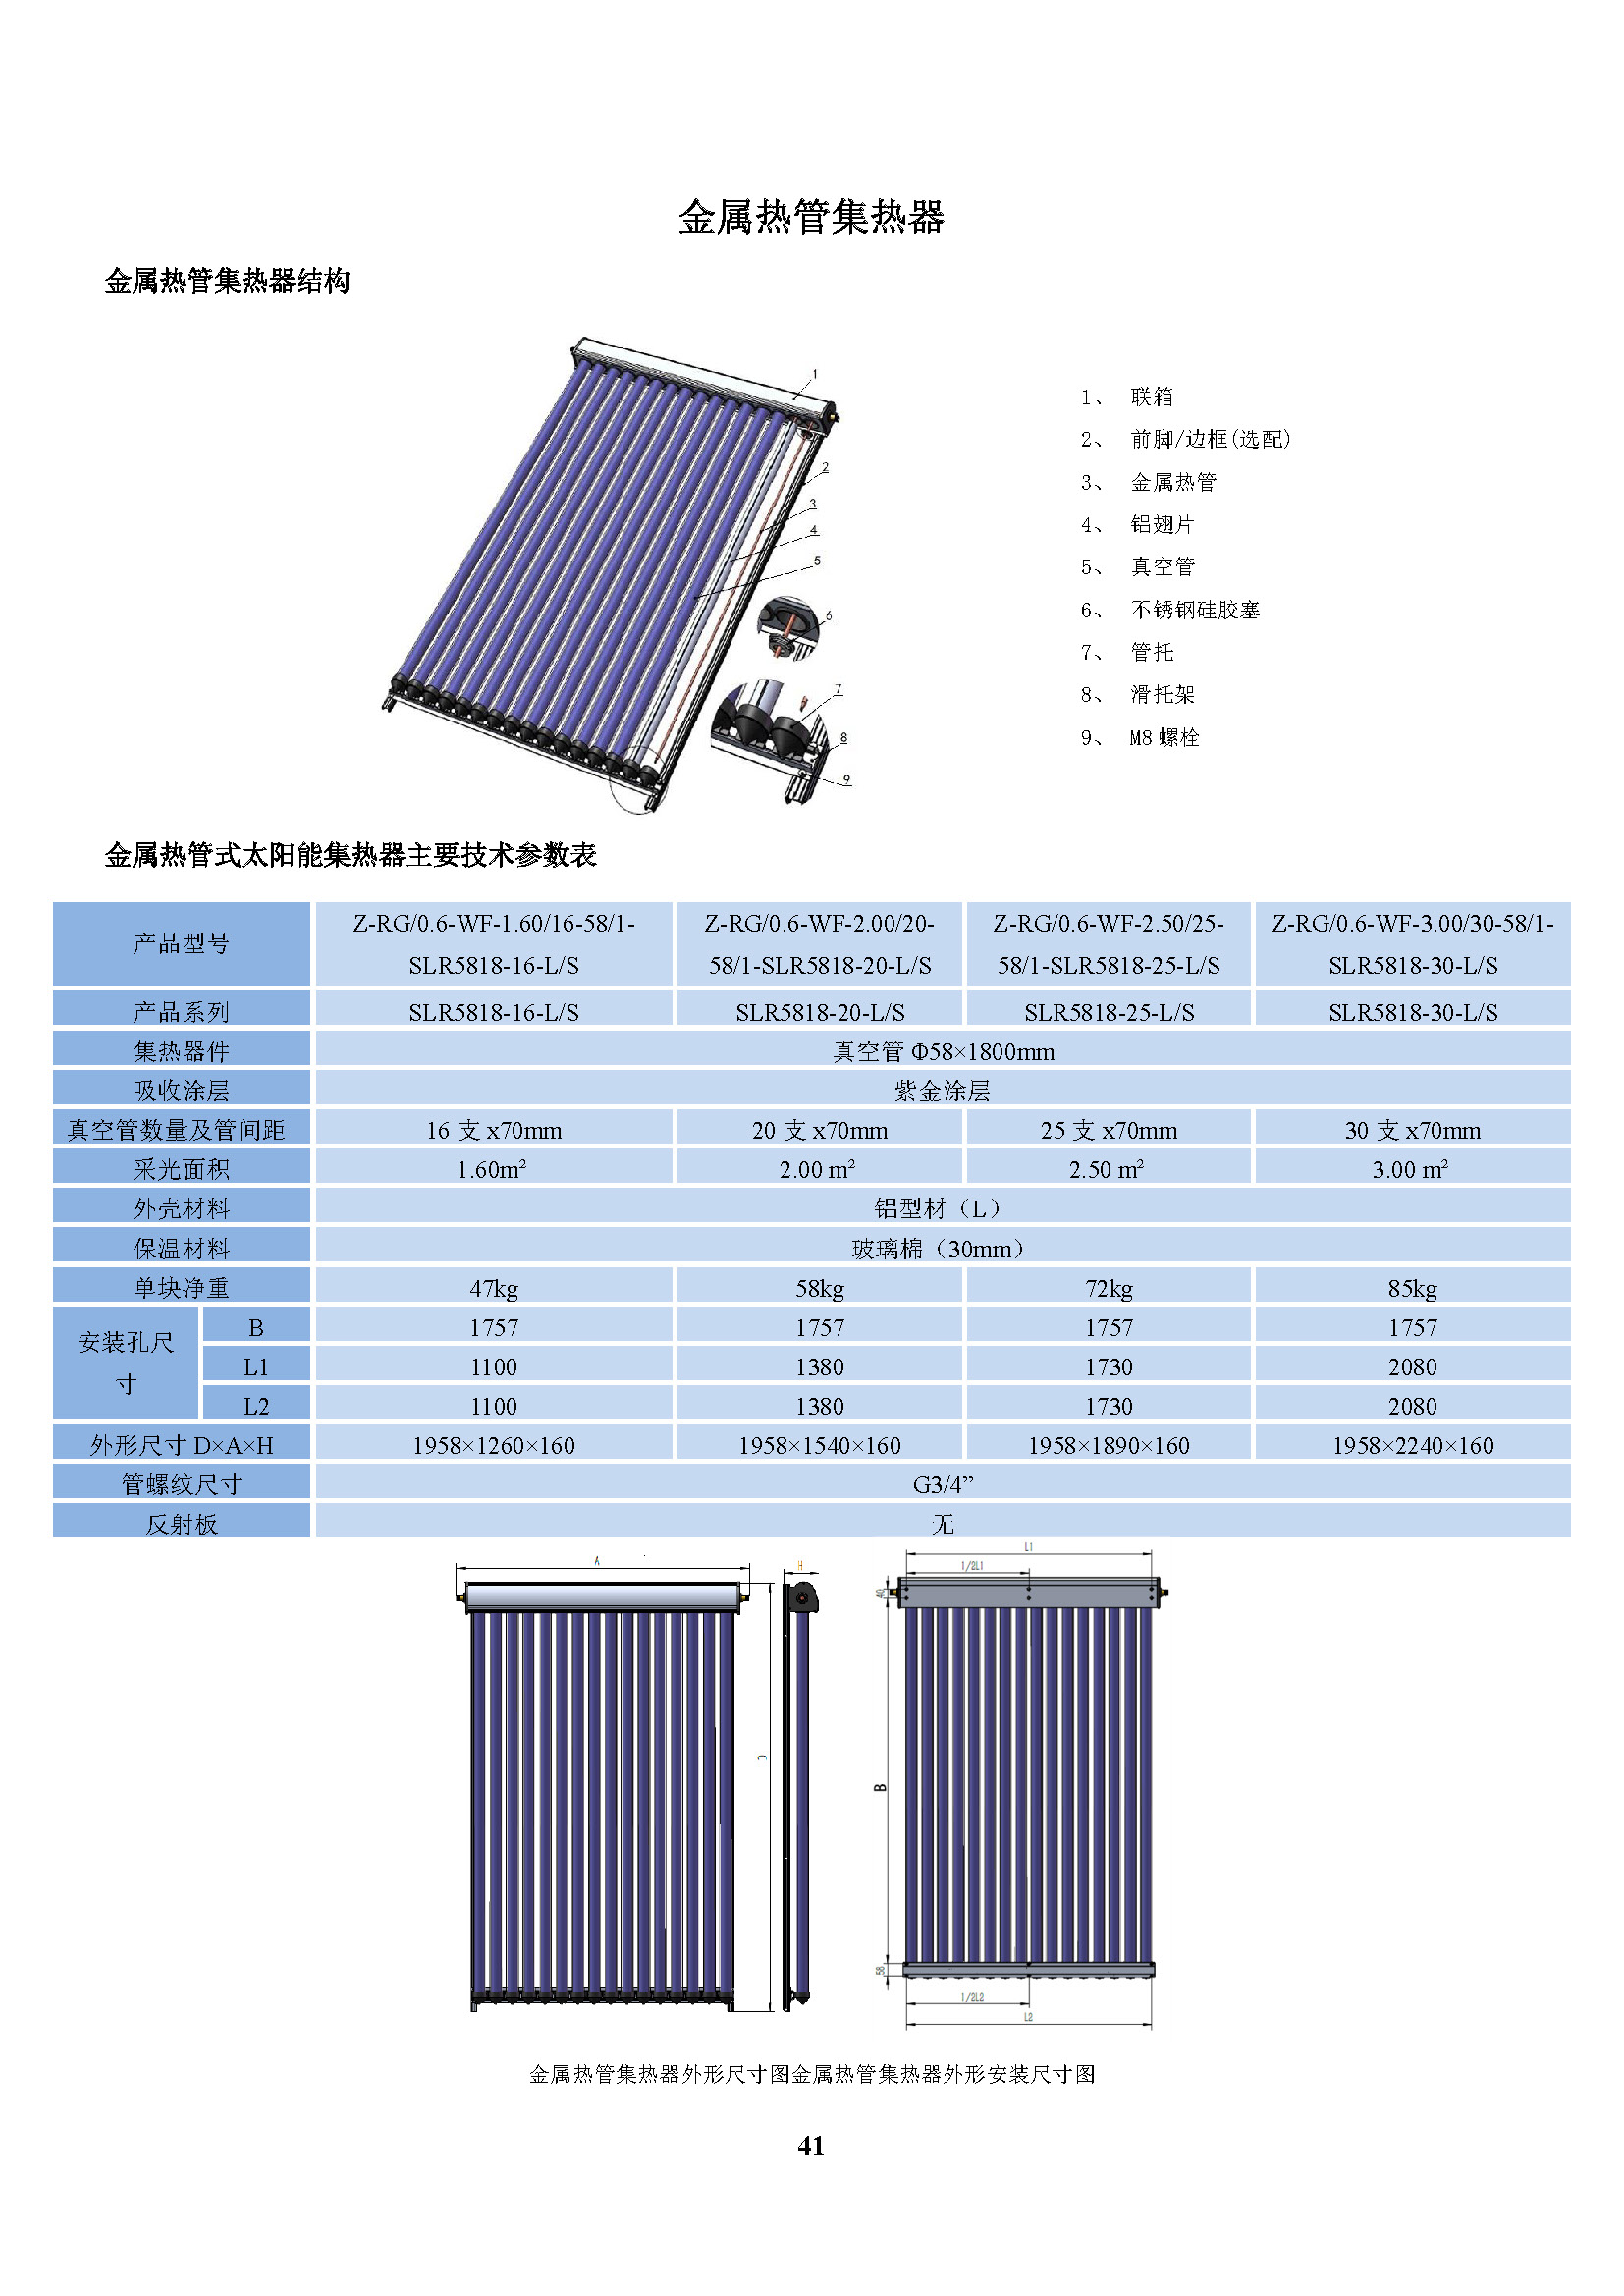 金属热管集热器
金属热管集热器结构
1
2
3
4
5
6
7
8
9
1、 联箱
2、 前脚/边框(选配)
3、 金属热管
4、 铝翅片
5、 真空管
6、 不锈钢硅胶塞
7、 管托
8、 滑托架
9、 M8螺栓
金属热管式太阳能集热器主要技术参数表
产品型号 Z-RG/0.6-WF-1.60/16-58/1-SLR5818-16-L/S Z-RG/0.6-WF-2.00/20-58/1-SLR5818-20-L/S Z-RG/0.6-WF-2.50/25-58/1-SLR5818-25-L/S Z-RG/0.6-WF-3.00/30-58/1-SLR5818-30-L/S
产品系列 SLR5818-16-L/S SLR5818-20-L/S SLR5818-25-L/S SLR5818-30-L/S
集热器件 真空管 Φ58×1800mm
吸收涂层 紫金涂层
真空管数量及管间距 16 支 x70mm 20 支 x70mm 25 支 x70mm 30 支 x70mm
采光面积 1.60m² 2.00 m² 2.50 m² 3.00 m²
外壳材料 铝型材（L）
保温材料 玻璃棉（30mm）
单块净重 47kg 58kg 72kg 85kg
安装孔尺寸 B 1757 1757 1757 1757
L1 1100 1380 1730 2080
L2 1100 1380 1730 2080
外形尺寸 D×A×H 1958×1260×160 1958×1540×160 1958×1890×160 1958×2240×160
管螺纹尺寸 G3/4”
反射板 无
A
H
D
L1
1/2L1
40
B
58
1/2L2
L2
金属热管集热器外形尺寸图金属热管集热器外形安装尺寸图
41